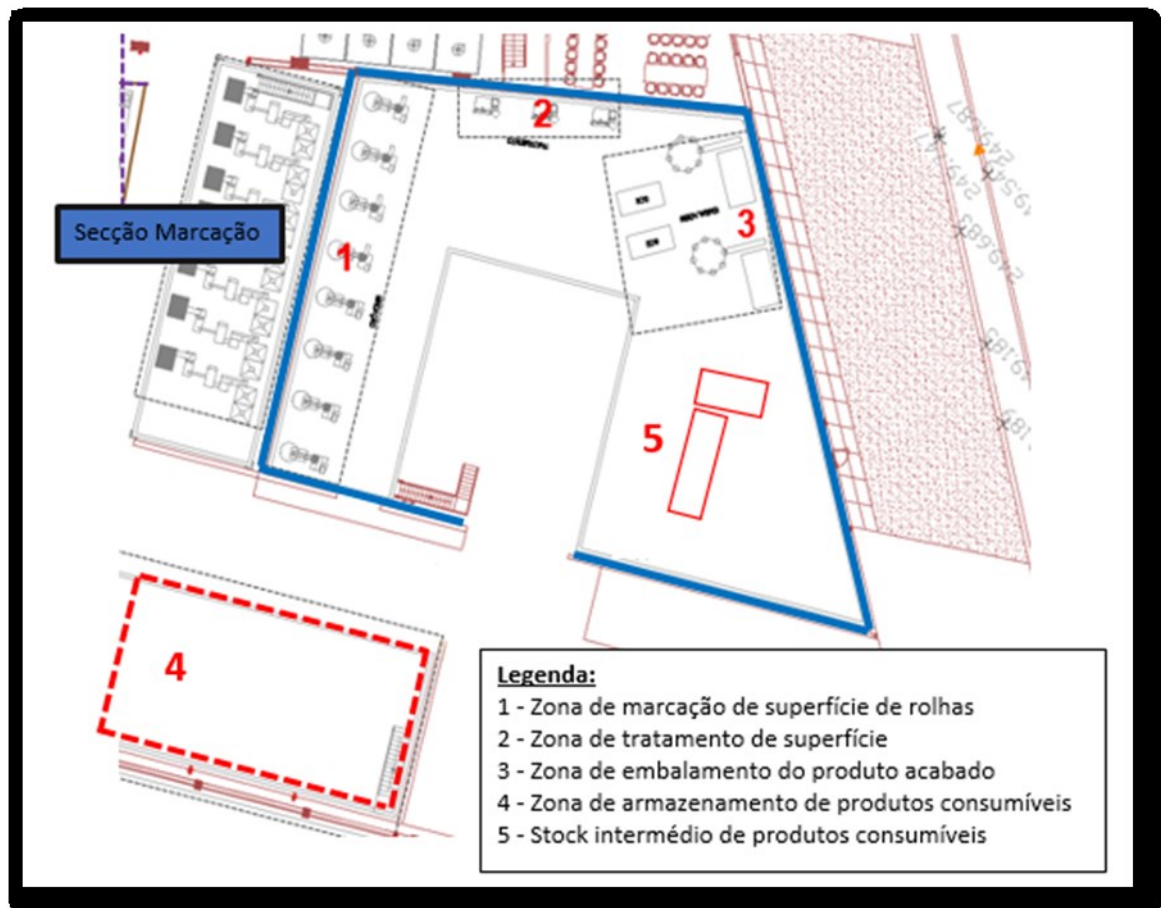 2
Secção Marcação
1
3
5
4
Legenda:
1 - Zona de marcação de superfície de rolhas
2 - Zona de tratamento de superfície
3 - Zona de embalamento do produto acabado
4 - Zona de armazenamento de produtos consumíveis
5 - Stock intermédio de produtos consumíveis